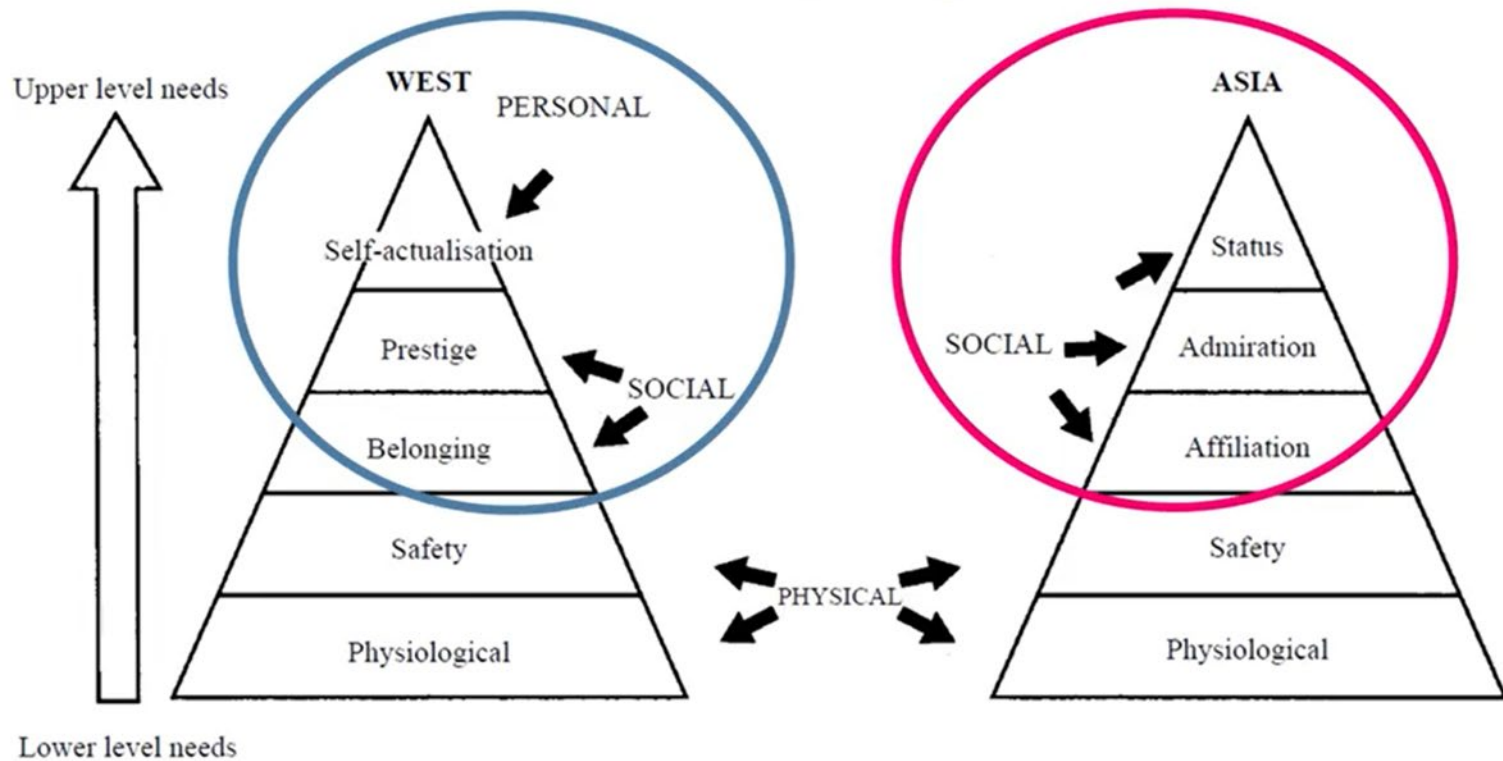 Upper level needs
WEST
PERSONAL
Self-actualisation
Prestige
SOCIAL
Belonging
Safety
Physiological
Lower level needs
PHYSICAL
ASIA
Status
SOCIAL
Admiration
Affiliation
Safety
Physiological